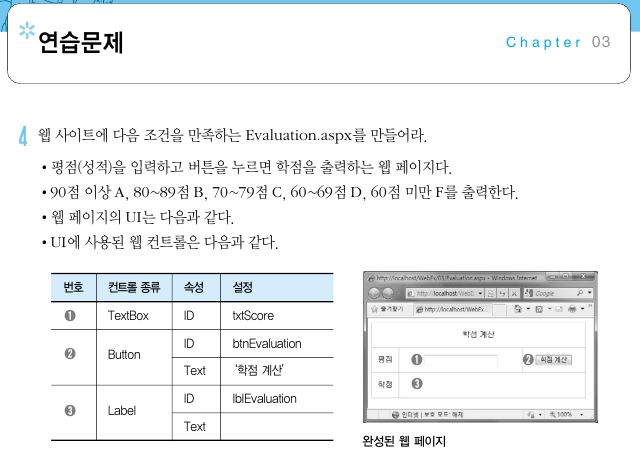 연습문제
Chapter 03
4 웹 사이트에 다음 조건을 만족하는 Evaluation.aspx를 만들어라.
• 평점(성적)을 입력하고 버튼을 누르면 학점을 출력하는 웹 페이지다.
• 90점 이상 A, 80~89점 B, 70~79점 C, 60~69점 D, 60점 미만 F를 출력한다.
• 웹 페이지의 UI는 다음과 같다.
• UI에 사용된 웹 컨트롤은 다음과 같다.
번호 컨트롤 종류 속성 설정
❶ TextBox ID txtScore
❷ Button ID btnEvaluation
Text '학점 계산'
❸ Label ID lblEvaluation
Text
http://localhost/WebEx/03/Evaluation.aspx - Windows Internet
http://localhost/WebE Google
즐겨찾기 http://localhost/WebEx
학점 계산
평점 ❶ ❷ 학점 계산
학점 ❸
인터넷 | 보호 모드: 해제 100%
완성된 웹 페이지